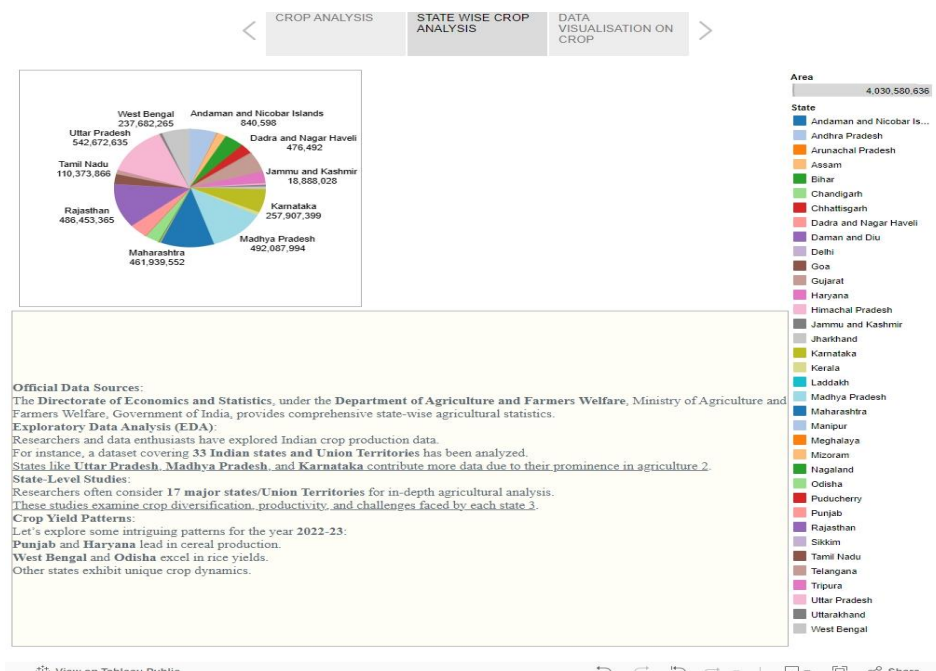 CROP ANALYSIS
STATE WISE CROP
ANALYSIS
DATA
VISUALISATION ON
CROP
West Bengal
237,682,265
Andaman and Nicobar Islands
840,598
Uttar Pradesh
542,672,635
Dadra and Nagar Haveli
476,492
Tamil Nadu
110,373,866
Jammu and Kashmir
18,888,028
Rajasthan
486,453,365
Karnataka
257,907,399
Madhya Pradesh
492,087,994
Maharashtra
461,939,552
Area
4,030,580,636
State
Andaman and Nicobar Is...
Andhra Pradesh
Arunachal Pradesh
Assam
Bihar
Chandigarh
Chhattisgarh
Dadra and Nagar Haveli
Daman and Diu
Delhi
Goa
Gujarat
Haryana
Himachal Pradesh
Jammu and Kashmir
Jharkhand
Karnataka
Kerala
Laddakh
Madhya Pradesh
Maharashtra
Manipur
Meghalaya
Mizoram
Nagaland
Odisha
Puducherry
Punjab
Rajasthan
Sikkim
Tamil Nadu
Telangana
Tripura
Uttar Pradesh
Uttarakhand
West Bengal
Official Data Sources:
The Directorate of Economics and Statistics, under the Department of Agriculture and Farmers Welfare, Ministry of Agriculture and
Farmers Welfare, Government of India, provides comprehensive state-wise agricultural statistics.
Exploratory Data Analysis (EDA):
Researchers and data enthusiasts have explored Indian crop production data.
For instance, a dataset covering 33 Indian states and Union Territories has been analyzed.
States like Uttar Pradesh, Madhya Pradesh, and Karnataka contribute more data due to their prominence in agriculture 2.
State-Level Studies:
Researchers often consider 17 major states/Union Territories for in-depth agricultural analysis.
These studies examine crop diversification, productivity, and challenges faced by each state 3.
Crop Yield Patterns:
Let's explore some intriguing patterns for the year 2022-23:
Punjab and Haryana lead in cereal production.
West Bengal and Odisha excel in rice yields.
Other states exhibit unique crop dynamics.
View on Tableau Public
Share